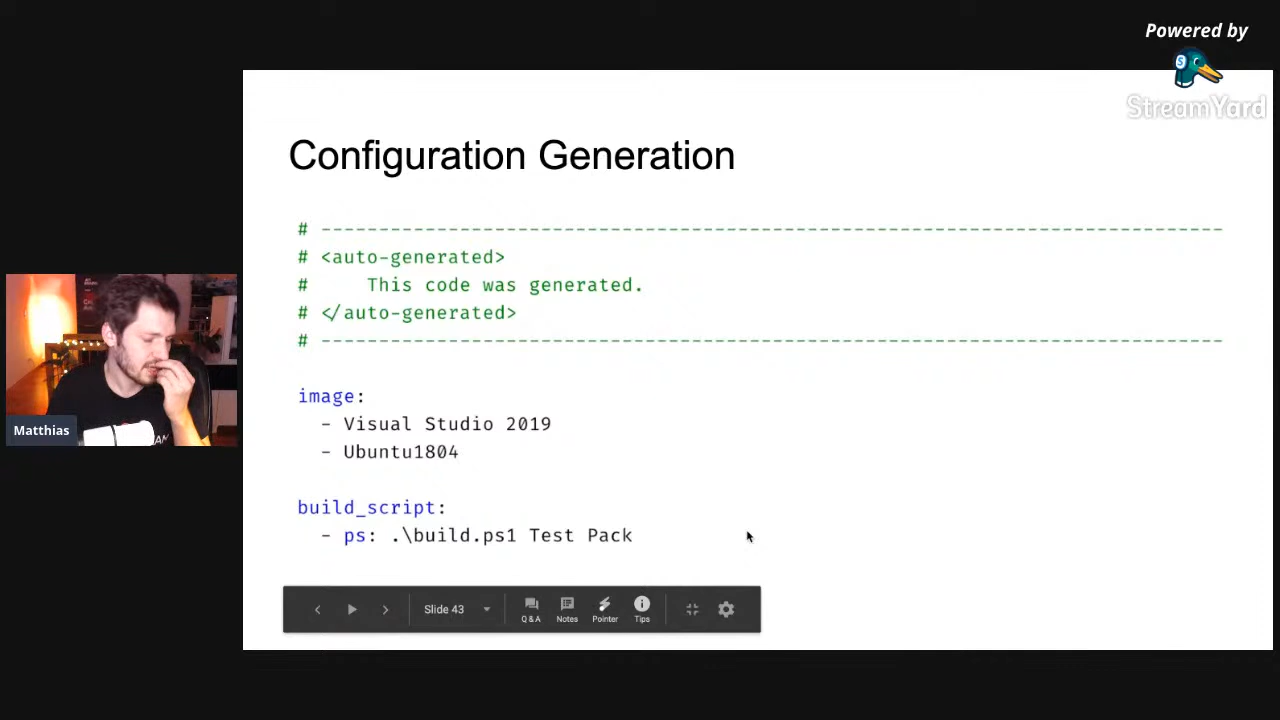 Powered by
StreamYard
Configuration Generation
# ------------------------------------------------------------------------------
# <auto-generated>
#     This code was generated.
# </auto-generated>
# ------------------------------------------------------------------------------
image:
  - Visual Studio 2019
  - Ubuntu1804
build_script:
  - ps: .\build.ps1 Test Pack
Matthias
Slide 43
Q & A
Notes
Pointer
Tips